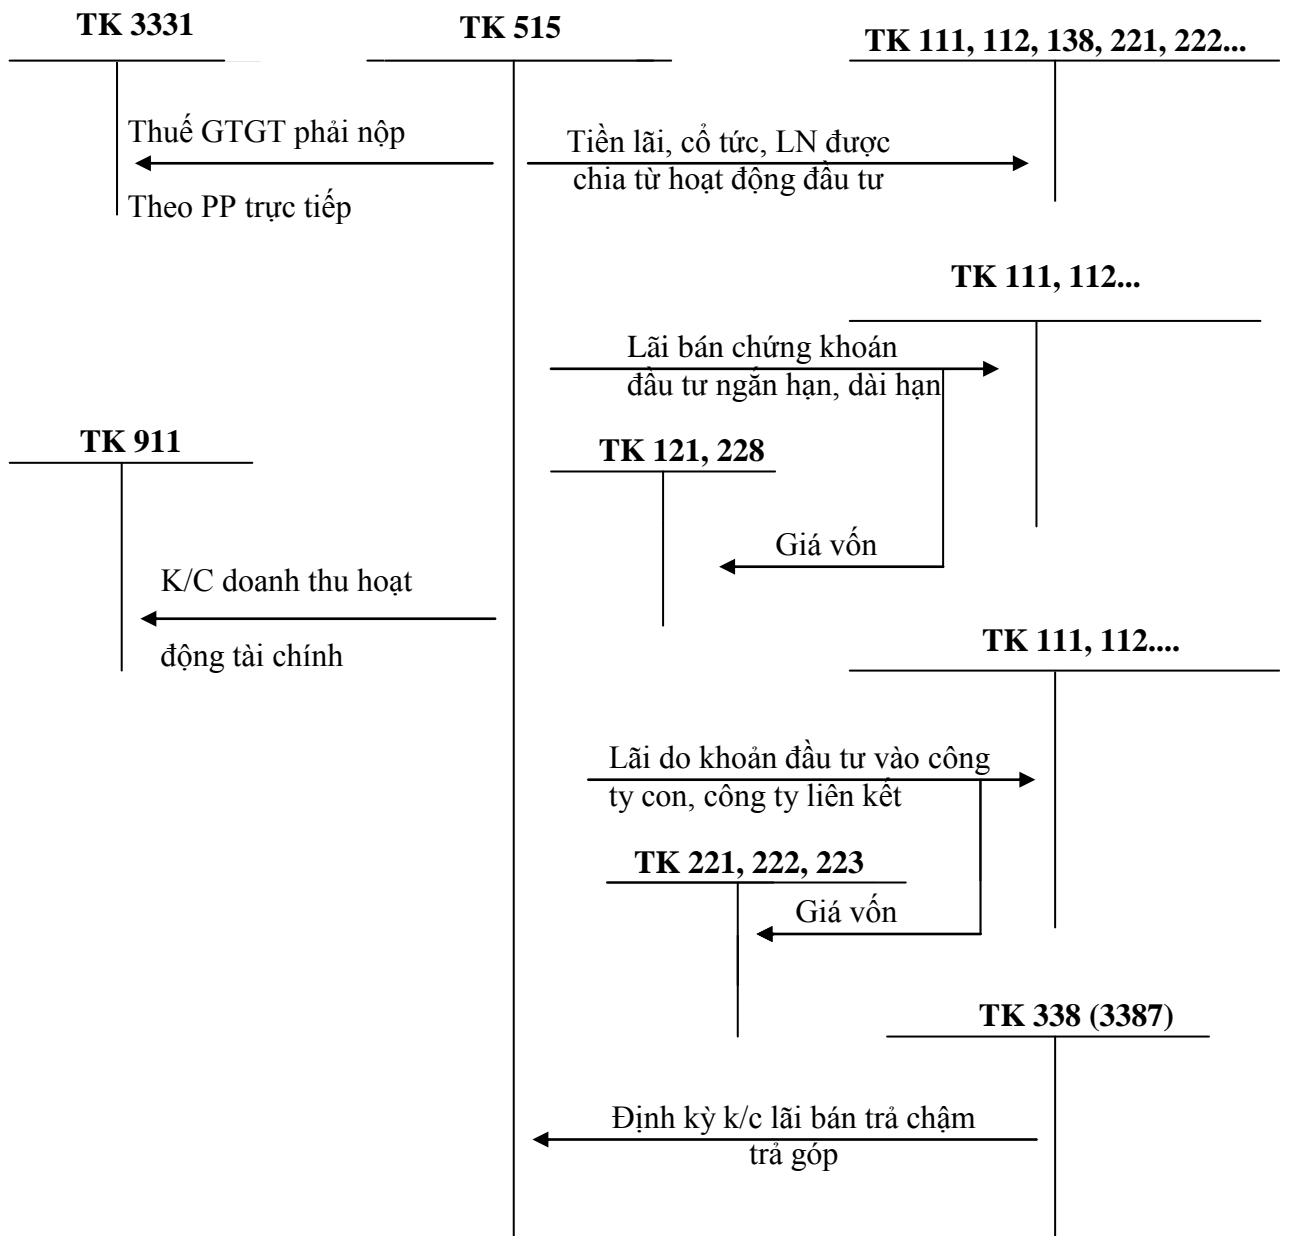 TK 3331
TK 515
TK 111, 112, 138, 221, 222...
Thuế GTGT phải nộp
Theo PP trực tiếp
Tiền lãi, cổ tức, LN được
chia từ hoạt động đầu tư
TK 111, 112...
Lãi bán chứng khoán
đầu tư ngắn hạn, dài hạn
TK 911
TK 121, 228
Giá vốn
K/C doanh thu hoạt
động tài chính
TK 111, 112....
Lãi do khoản đầu tư vào công
ty con, công ty liên kết
TK 221, 222, 223
Giá vốn
TK 338 (3387)
Định kỳ k/c lãi bán trả chậm
trả góp